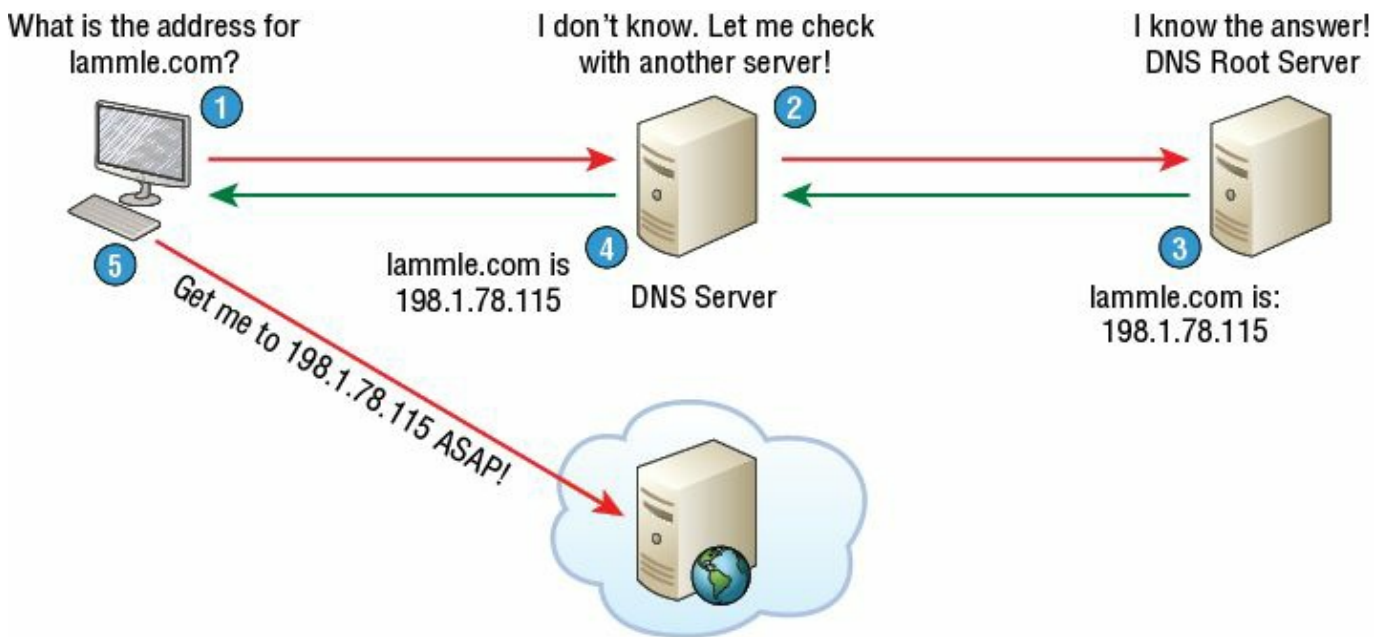 What is the address for
lammle.com?
1
I don't know. Let me check
with another server!
2
I know the answer!
DNS Root Server
3
lammle.com is:
198.1.78.115
4
lammle.com is
198.1.78.115
DNS Server
5
Get me to 198.1.78.115 ASAP!